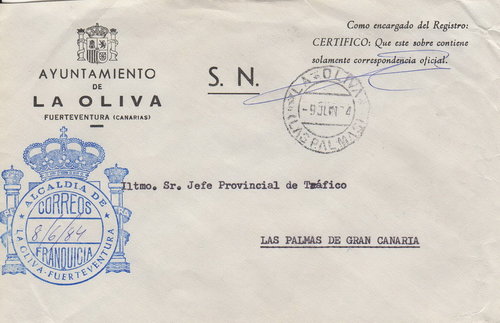 Como encargado del Registro:
CERTIFICO: Que este sobre contiene
solamente correspondencia oficial.
AYUNTAMIENTO
DE
LA OLIVA
FUERTEVENTURA (CANARIAS)
S. N.
LA OLIVA
(LAS PALMAS)
ALCALDIA DE
CORREOS
8/6/84
FRANQUICIA
LA OLIVA-FUERTEVENTURA
Iltmo. Sr. Jefe Provincial de Tráfico
LAS PALMAS DE GRAN CANARIA